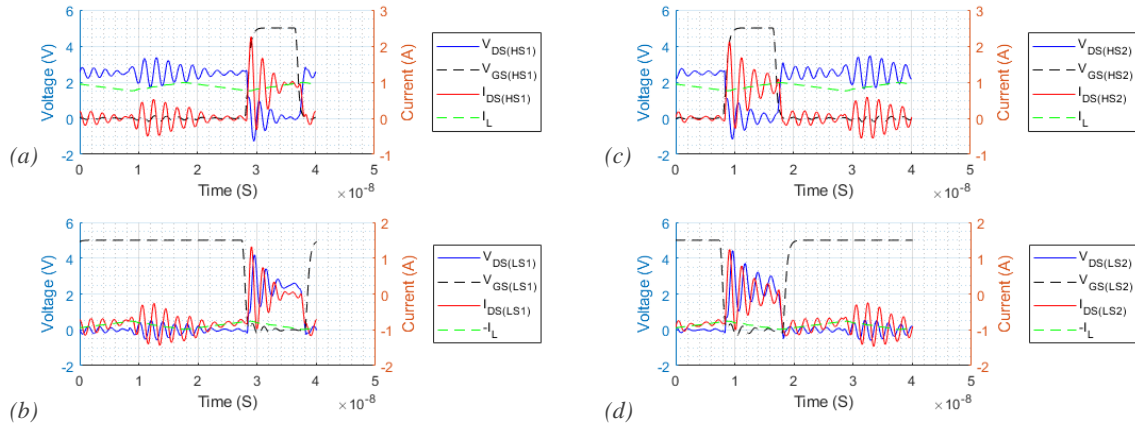 (a)
Voltage (V)
6
4
2
0
-2
0 1 2 3 4 5
Time (S)
×10⁻⁸
3
2
1
0
-1
Current (A)
V_DS(HS1)
V_GS(HS1)
I_DS(HS1)
I_L
(c)
Voltage (V)
6
4
2
0
-2
0 1 2 3 4 5
Time (S)
×10⁻⁸
3
2
1
0
-1
Current (A)
V_DS(HS2)
V_GS(HS2)
I_DS(HS2)
I_L
(b)
Voltage (V)
6
4
2
0
-2
0 1 2 3 4 5
Time (S)
×10⁻⁸
2
1
0
-1
-2
Current (A)
V_DS(LS1)
V_GS(LS1)
I_DS(LS1)
-I_L
(d)
Voltage (V)
6
4
2
0
-2
0 1 2 3 4 5
Time (S)
×10⁻⁸
2
1
0
-1
-2
Current (A)
V_DS(LS2)
V_GS(LS2)
I_DS(LS2)
-I_L